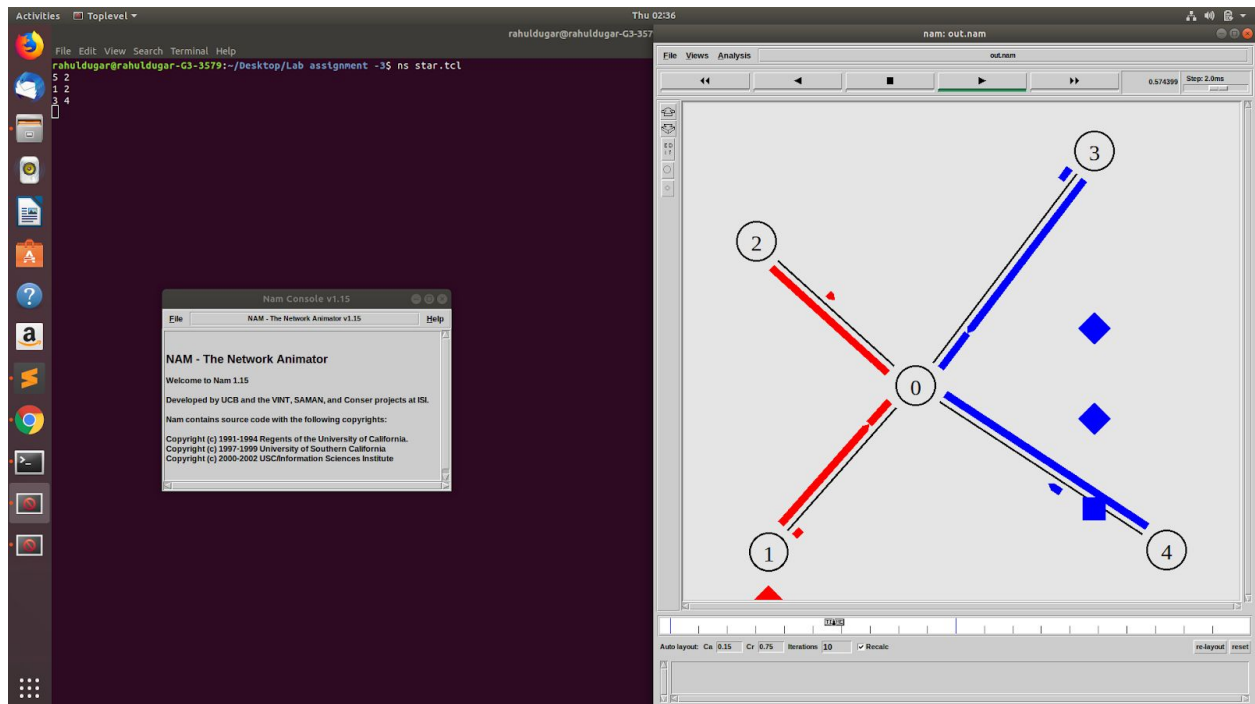 Activities Toplevel Thu 02:36
rahuldugar@rahuldugar-G3-357
File Edit View Search Terminal Help
rahuldugar@rahuldugar-G3-3579:~/Desktop/Lab assignment -3$ ns star.tcl
5 2
1 2
3 4
Nam Console v1.15
File NAM - The Network Animator v1.15 Help
NAM - The Network Animator
Welcome to Nam 1.15
Developed by UCB and the VINT, SAMAN, and Conser projects at ISI.
Nam contains source code with the following copyrights:
Copyright (c) 1991-1994 Regents of the University of California.
Copyright (c) 1997-1999 University of Southern California
Copyright (c) 2000-2002 USC/Information Sciences Institute
nam: out.nam
File Views Analysis out.nam
0.574399 Step: 2.0ms
ED
IT
3
2
0
1
4
Auto layout: Ca 0.15 Cr 0.75 Iterations 10 Recalc re-layout reset